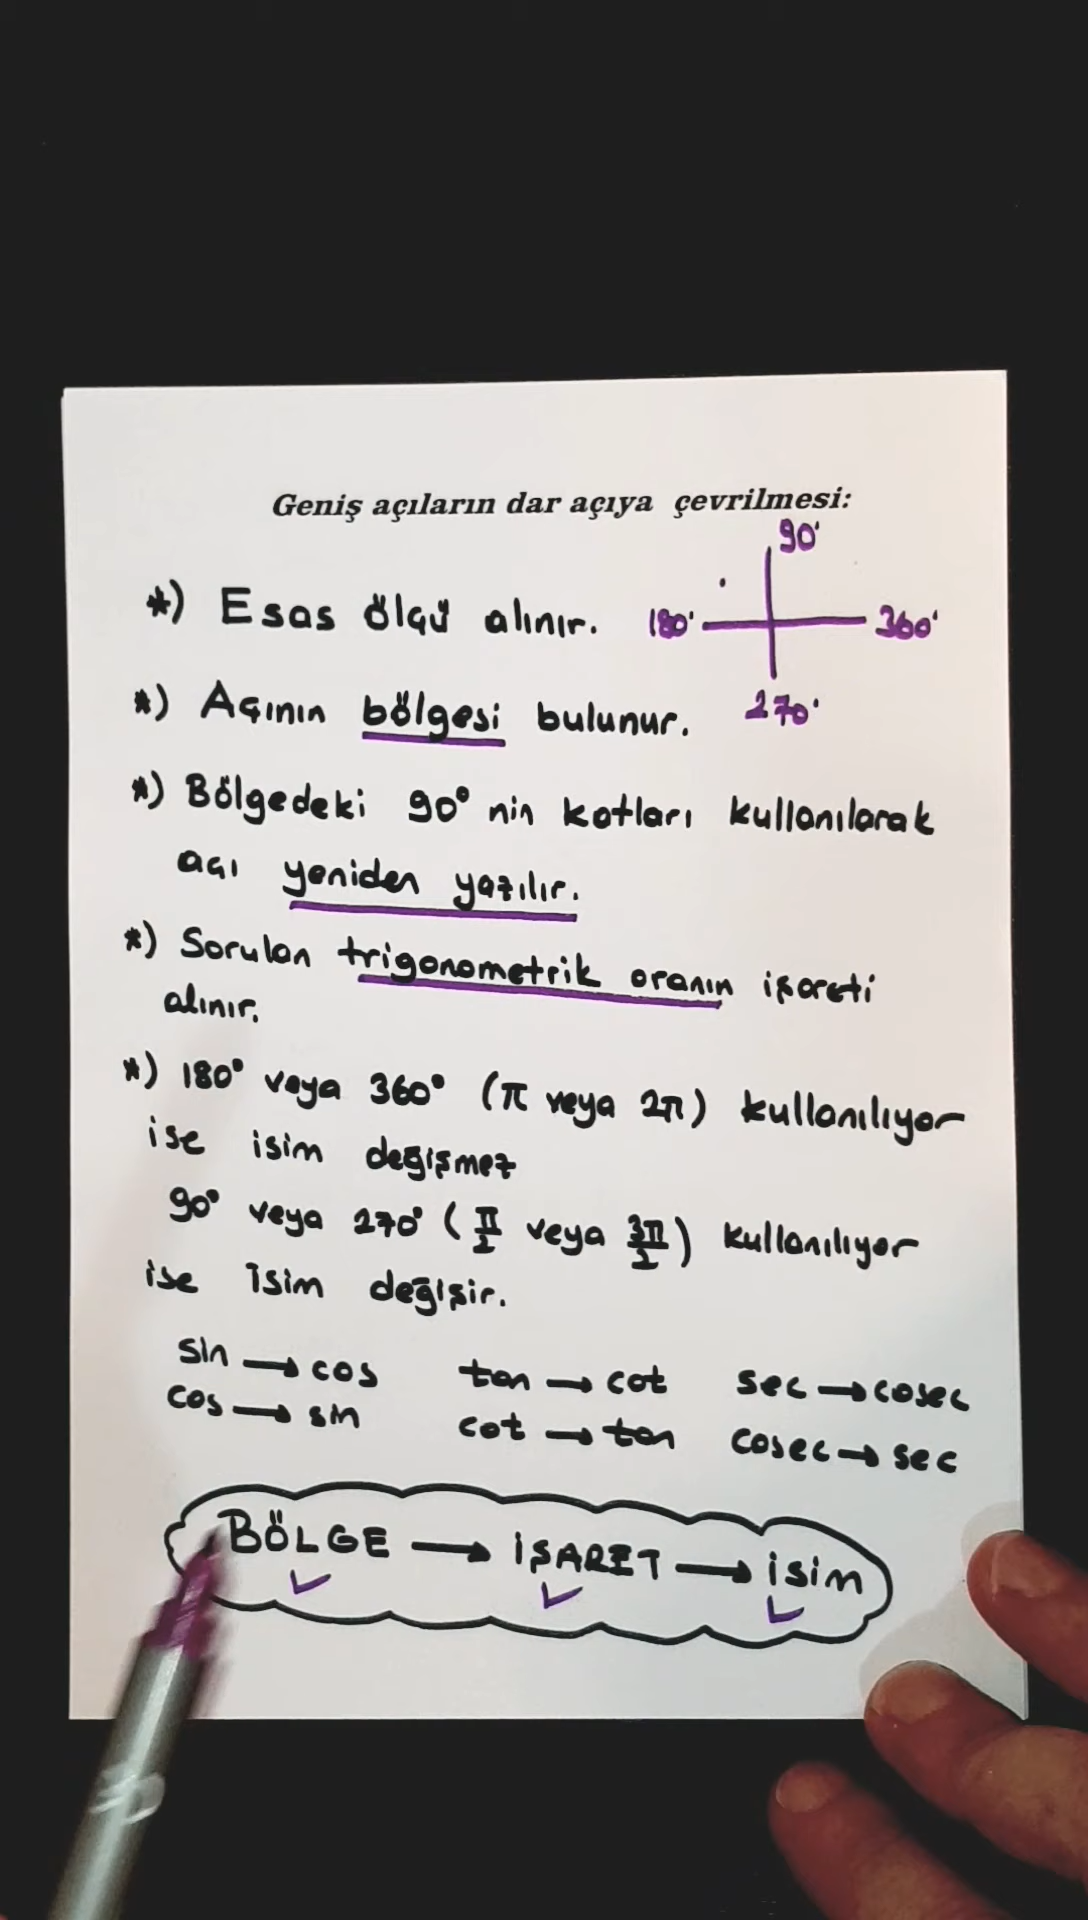 Geniş açıların dar açıya çevrilmesi:
90°
*) Esas ölçü alınır. 180° 360°
*) Açının bölgesi bulunur. 270°
*) Bölgedeki 90° nin katları kullanılarak
açı yeniden yazılır.
*) Sorulan trigonometrik oranın işareti
alınır.
*) 180° veya 360° (π veya 2π) kullanılıyor
ise isim değişmez
90° veya 270° (π/2 veya 3π/2) kullanılıyor
ise isim değişir.
sin → cos tan → cot sec → cosec
cos → sin cot → tan cosec → sec
BÖLGE → İŞARET → İSİM